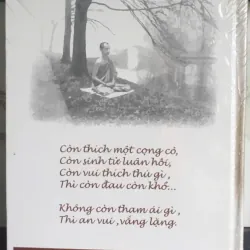 Còn thích một cọng cỏ,
Còn sinh tử luân hồi,
Còn vui thích thú gì ,
Thì còn đau còn khổ...
Không còn tham ái gì ,
Thì an vui ,vắng lặng.